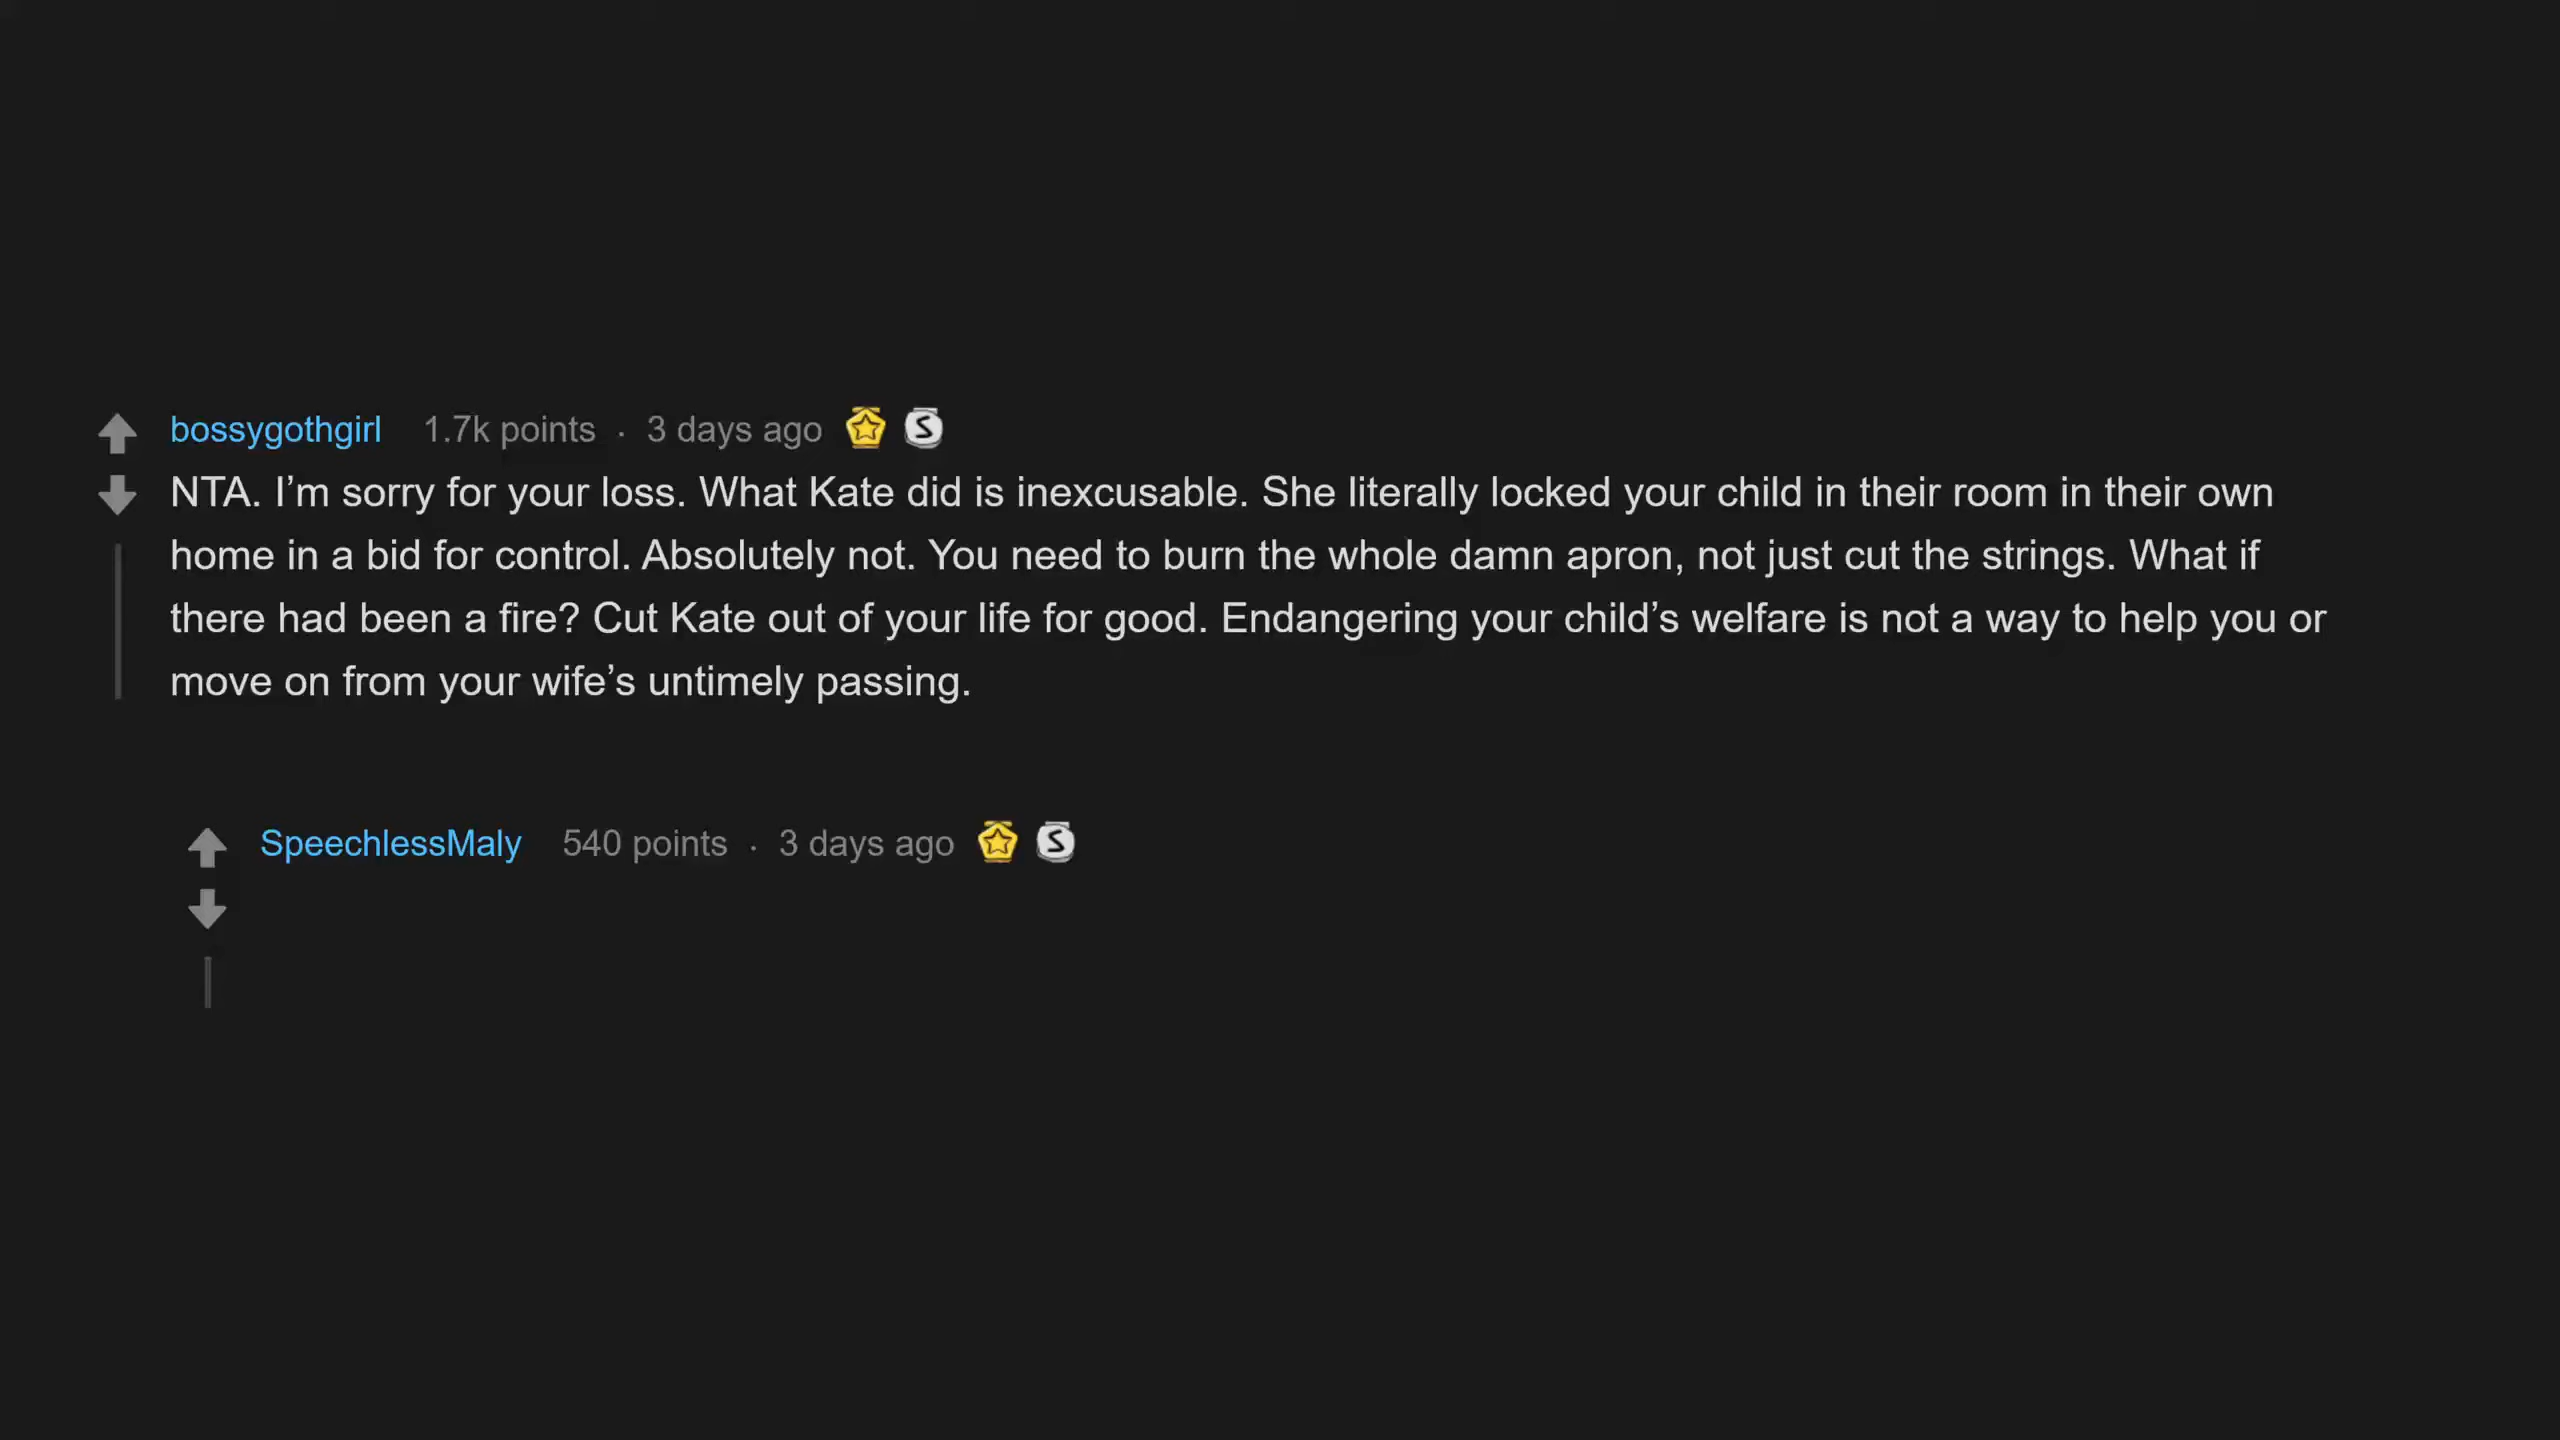 bossygothgirl 1.7k points · 3 days ago S
NTA. I’m sorry for your loss. What Kate did is inexcusable. She literally locked your child in their room in their own
home in a bid for control. Absolutely not. You need to burn the whole damn apron, not just cut the strings. What if
there had been a fire? Cut Kate out of your life for good. Endangering your child’s welfare is not a way to help you or
move on from your wife’s untimely passing.
SpeechlessMaly 540 points · 3 days ago S